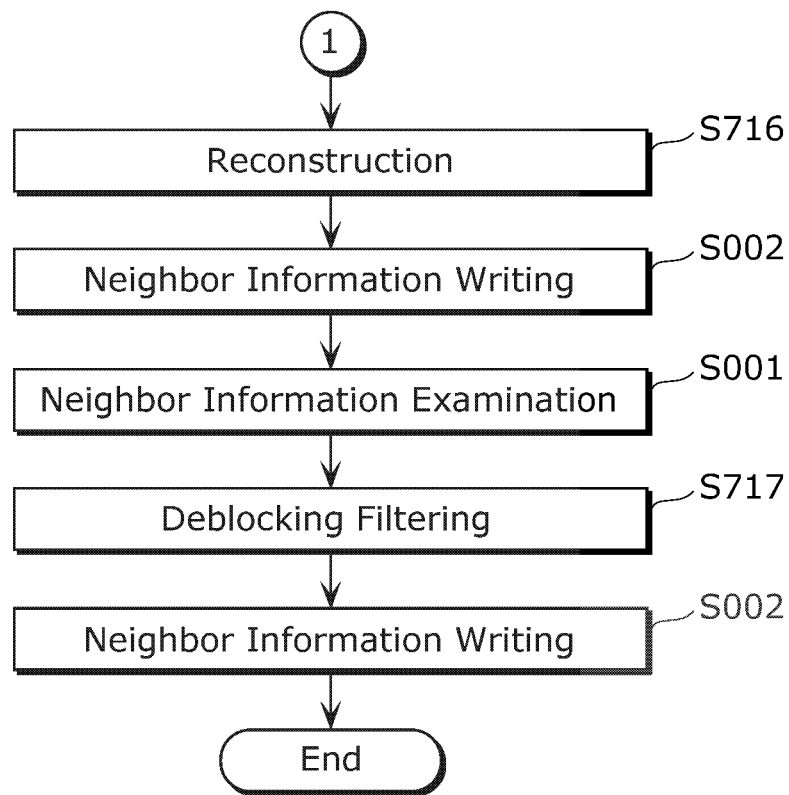 1
Reconstruction S716
Neighbor Information Writing S002
Neighbor Information Examination S001
Deblocking Filtering S717
Neighbor Information Writing S002
End